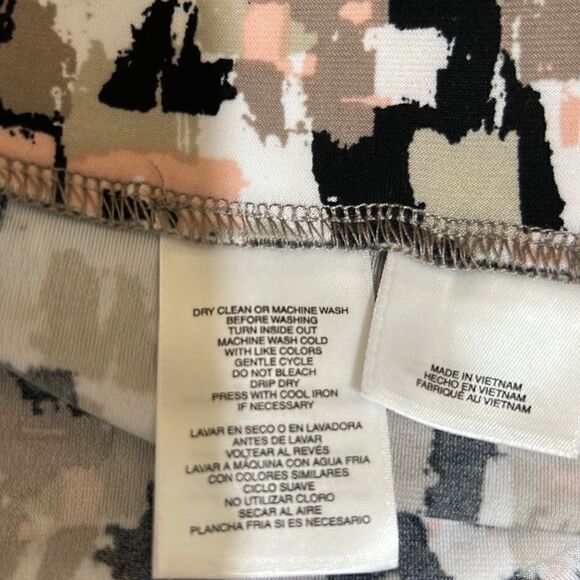 DRY CLEAN OR MACHINE WASH
BEFORE WASHING
TURN INSIDE OUT
MACHINE WASH COLD
WITH LIKE COLORS
GENTLE CYCLE
DO NOT BLEACH
DRIP DRY
PRESS WITH COOL IRON
IF NECESSARY
LAVAR EN SECO O EN LAVADORA
ANTES DE LAVAR
VOLTEAR AL REVÉS
LAVAR A MÁQUINA CON AGUA FRIA
CON COLORES SIMILARES
CICLO SUAVE
NO UTILIZAR CLORO
SECAR AL AIRE
PLANCHA FRIA SI ES NECESARIO
MADE IN VIETNAM
HECHO EN VIETNAM
FABRIQUÉ AU VIETNAM